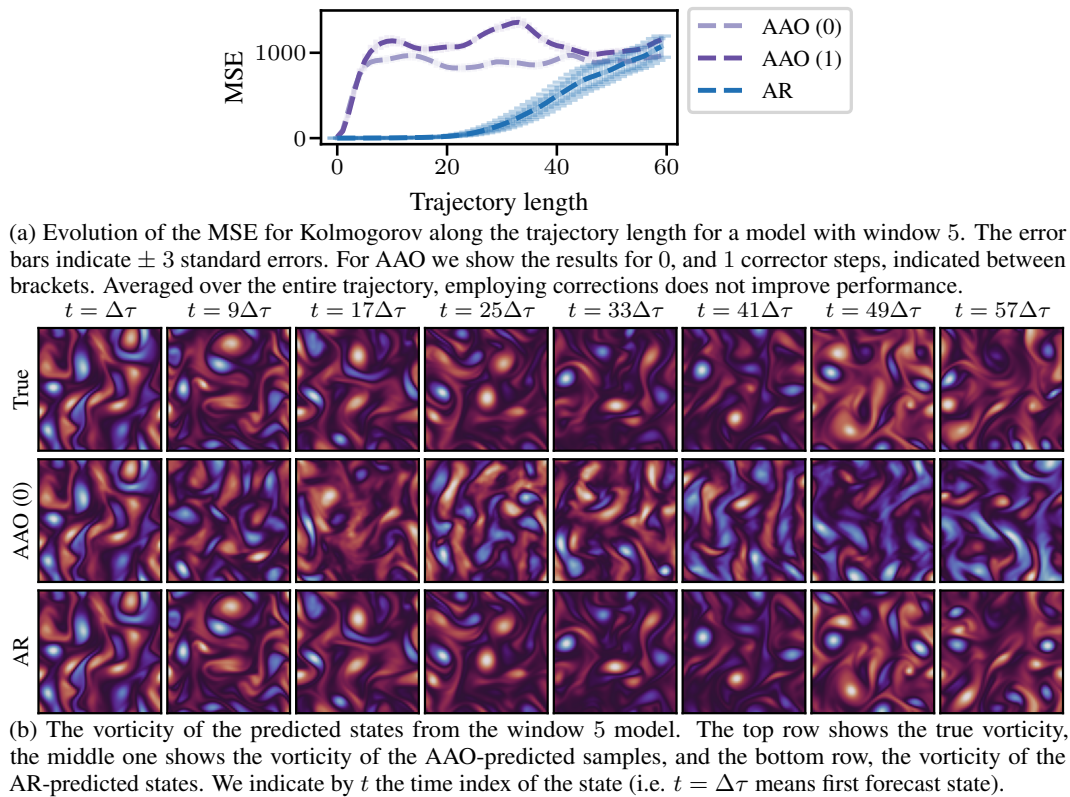 MSE
1000
0
0 20 40 60
Trajectory length
AAO (0)
AAO (1)
AR
(a) Evolution of the MSE for Kolmogorov along the trajectory length for a model with window 5. The error
bars indicate ± 3 standard errors. For AAO we show the results for 0, and 1 corrector steps, indicated between
brackets. Averaged over the entire trajectory, employing corrections does not improve performance.
t = Δτ t = 9Δτ t = 17Δτ t = 25Δτ t = 33Δτ t = 41Δτ t = 49Δτ t = 57Δτ
True
AAO (0)
AR
(b) The vorticity of the predicted states from the window 5 model. The top row shows the true vorticity,
the middle one shows the vorticity of the AAO-predicted samples, and the bottom row, the vorticity of the
AR-predicted states. We indicate by t the time index of the state (i.e. t = Δτ means first forecast state).